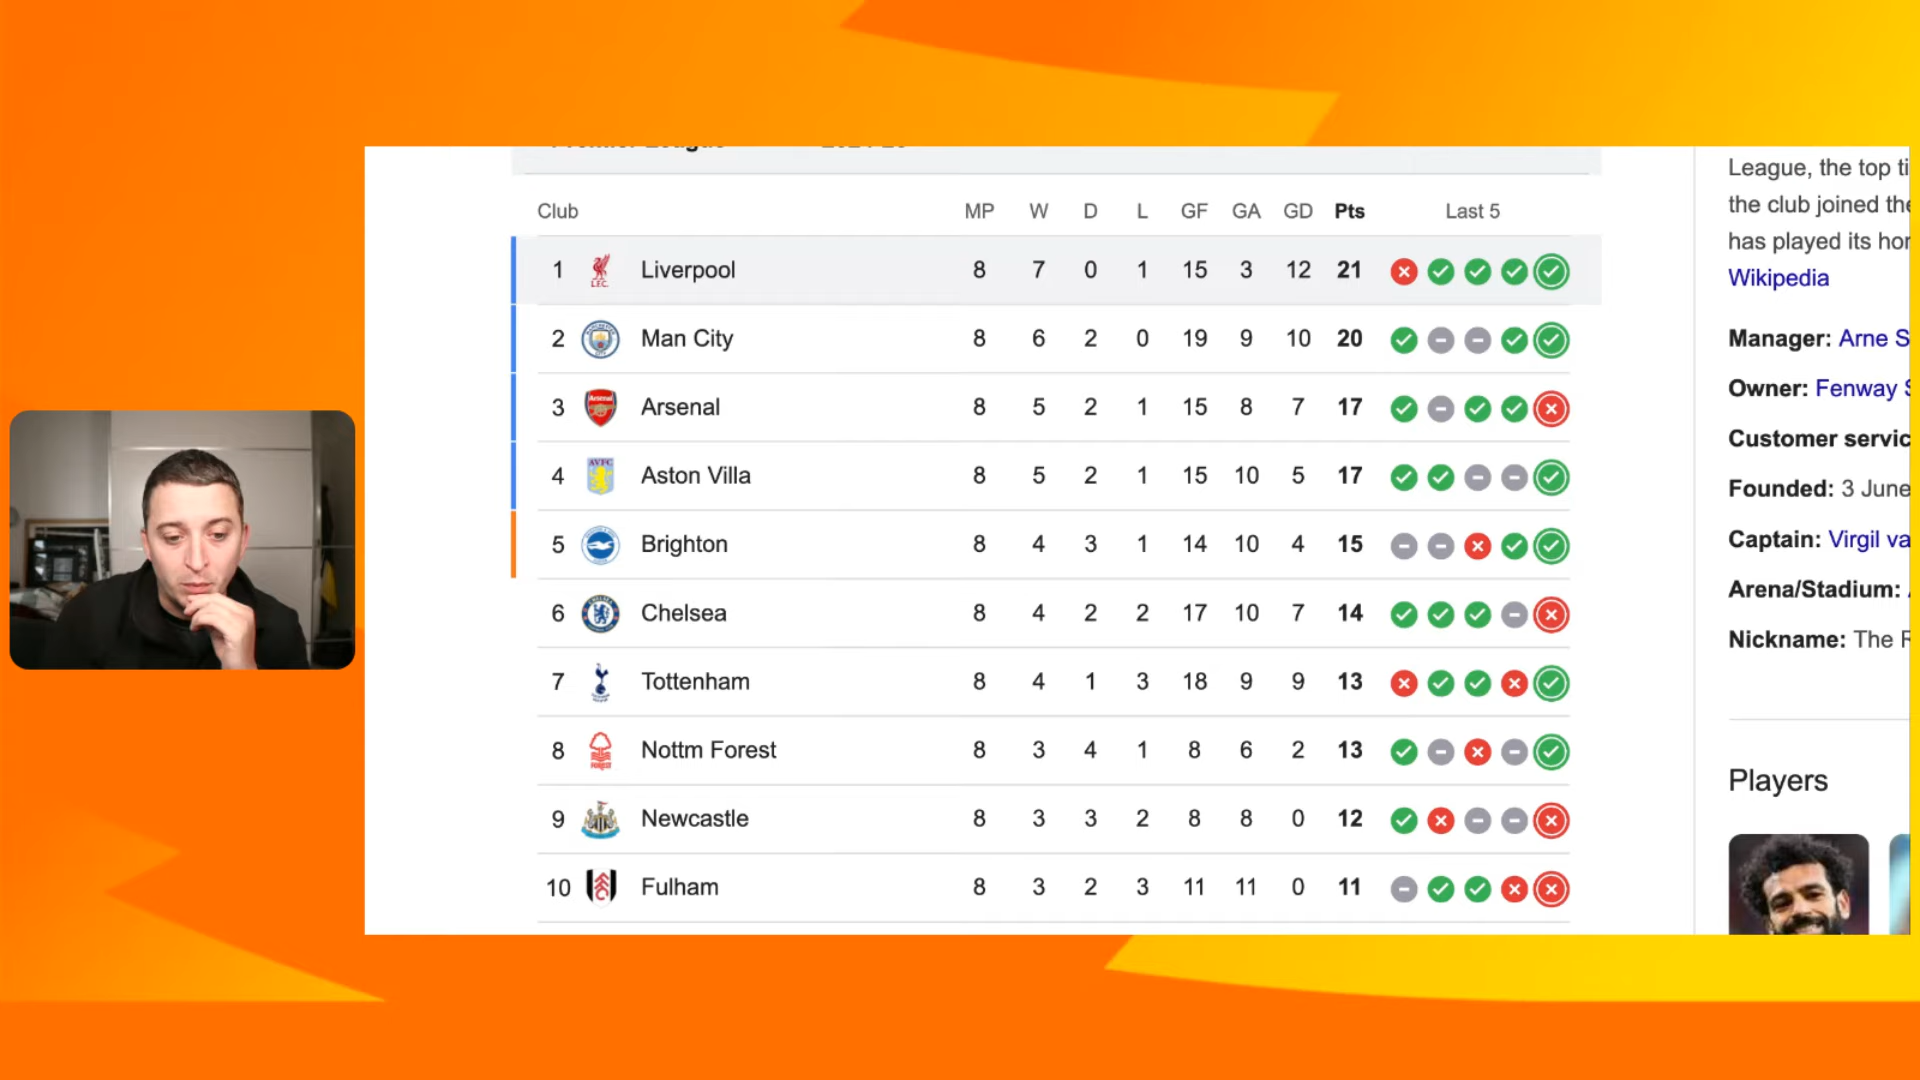 Club MP W D L GF GA GD Pts Last 5
1 Liverpool 8 7 0 1 15 3 12 21
2 Man City 8 6 2 0 19 9 10 20
3 Arsenal 8 5 2 1 15 8 7 17
4 Aston Villa 8 5 2 1 15 10 5 17
5 Brighton 8 4 3 1 14 10 4 15
6 Chelsea 8 4 2 2 17 10 7 14
7 Tottenham 8 4 1 3 18 9 9 13
8 Nottm Forest 8 3 4 1 8 6 2 13
9 Newcastle 8 3 3 2 8 8 0 12
10 Fulham 8 3 2 3 11 11 0 11
League, the top ti
the club joined the
has played its hor
Wikipedia
Manager: Arne S
Owner: Fenway S
Customer servic
Founded: 3 June
Captain: Virgil va
Arena/Stadium:
Nickname: The R
Players